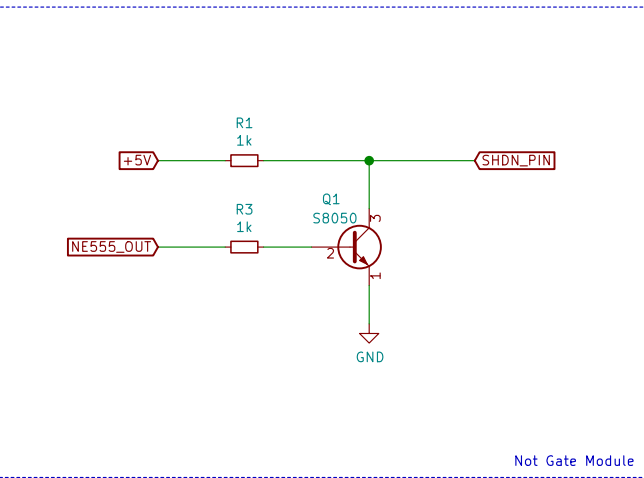 R1
1k
+5V
SHDN_PIN
Q1
S8050
R3
1k
3
NE555_OUT
2
1
GND
Not Gate Module